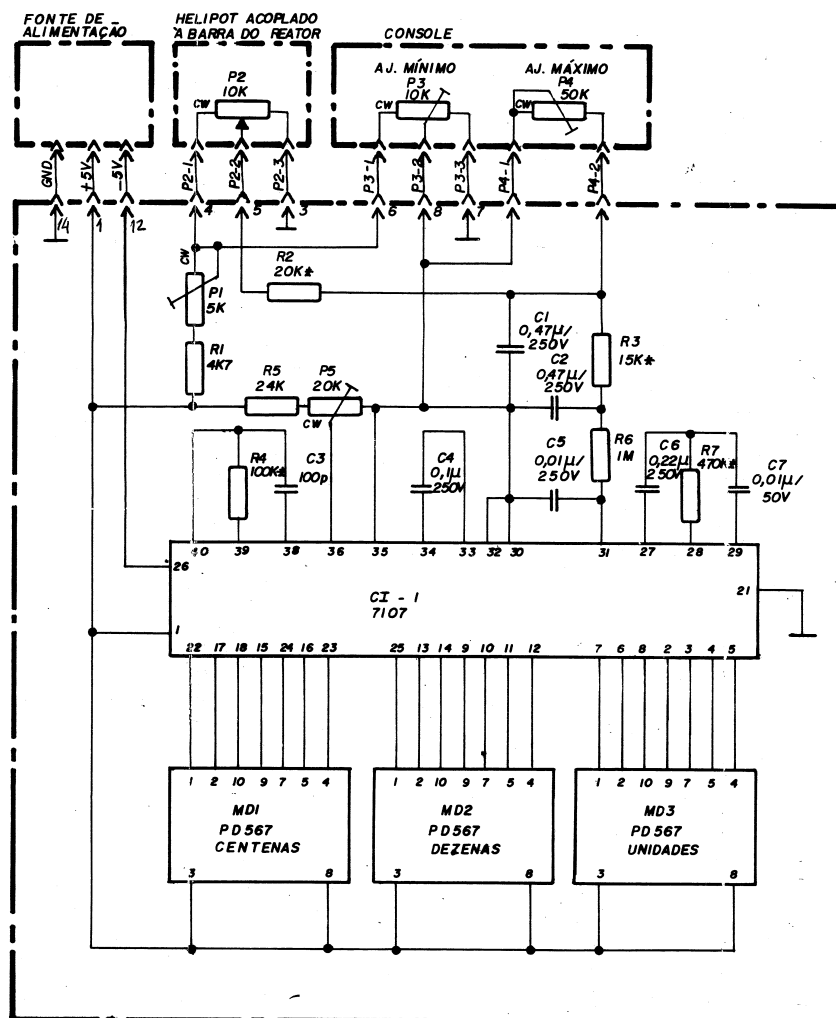 FONTE DE
ALIMENTAÇÃO
HELIPOT ACOPLADO
A BARRA DO REATOR
CONSOLE
P2
10K
CW
AJ. MÍNIMO
P3
10K
CW
AJ. MÁXIMO
P4
50K
CW
GND
+5V
-5V
P2-1
P2-2
P2-3
P3-1
P3-2
P3-3
P4-1
P4-2
14
1
12
4
5
3
6
8
7
CW
P1
5K
R2
20K*
R1
4K7
C1
0,47µ/
250V
C2
0,47µ/
250V
R3
15K*
R5
24K
P5
20K
CW
R4
100K*
C3
100p
C4
0,1µ
250V
C5
0,01µ/
250V
R6
1M
C6
0,22µ
250V
R7
470K*
C7
0,01µ/
50V
40 39 38 36 35 34 33 32 30 31 27 28 29
26
CI - 1
7107
21
1
22 17 18 15 24 16 23 25 13 14 9 10 11 12 7 6 8 2 3 4 5
1 2 10 9 7 5 4
MD1
PD567
CENTENAS
3 8
1 2 10 9 7 5 4
MD2
PD567
DEZENAS
3 8
1 2 10 9 7 5 4
MD3
PD567
UNIDADES
3 8